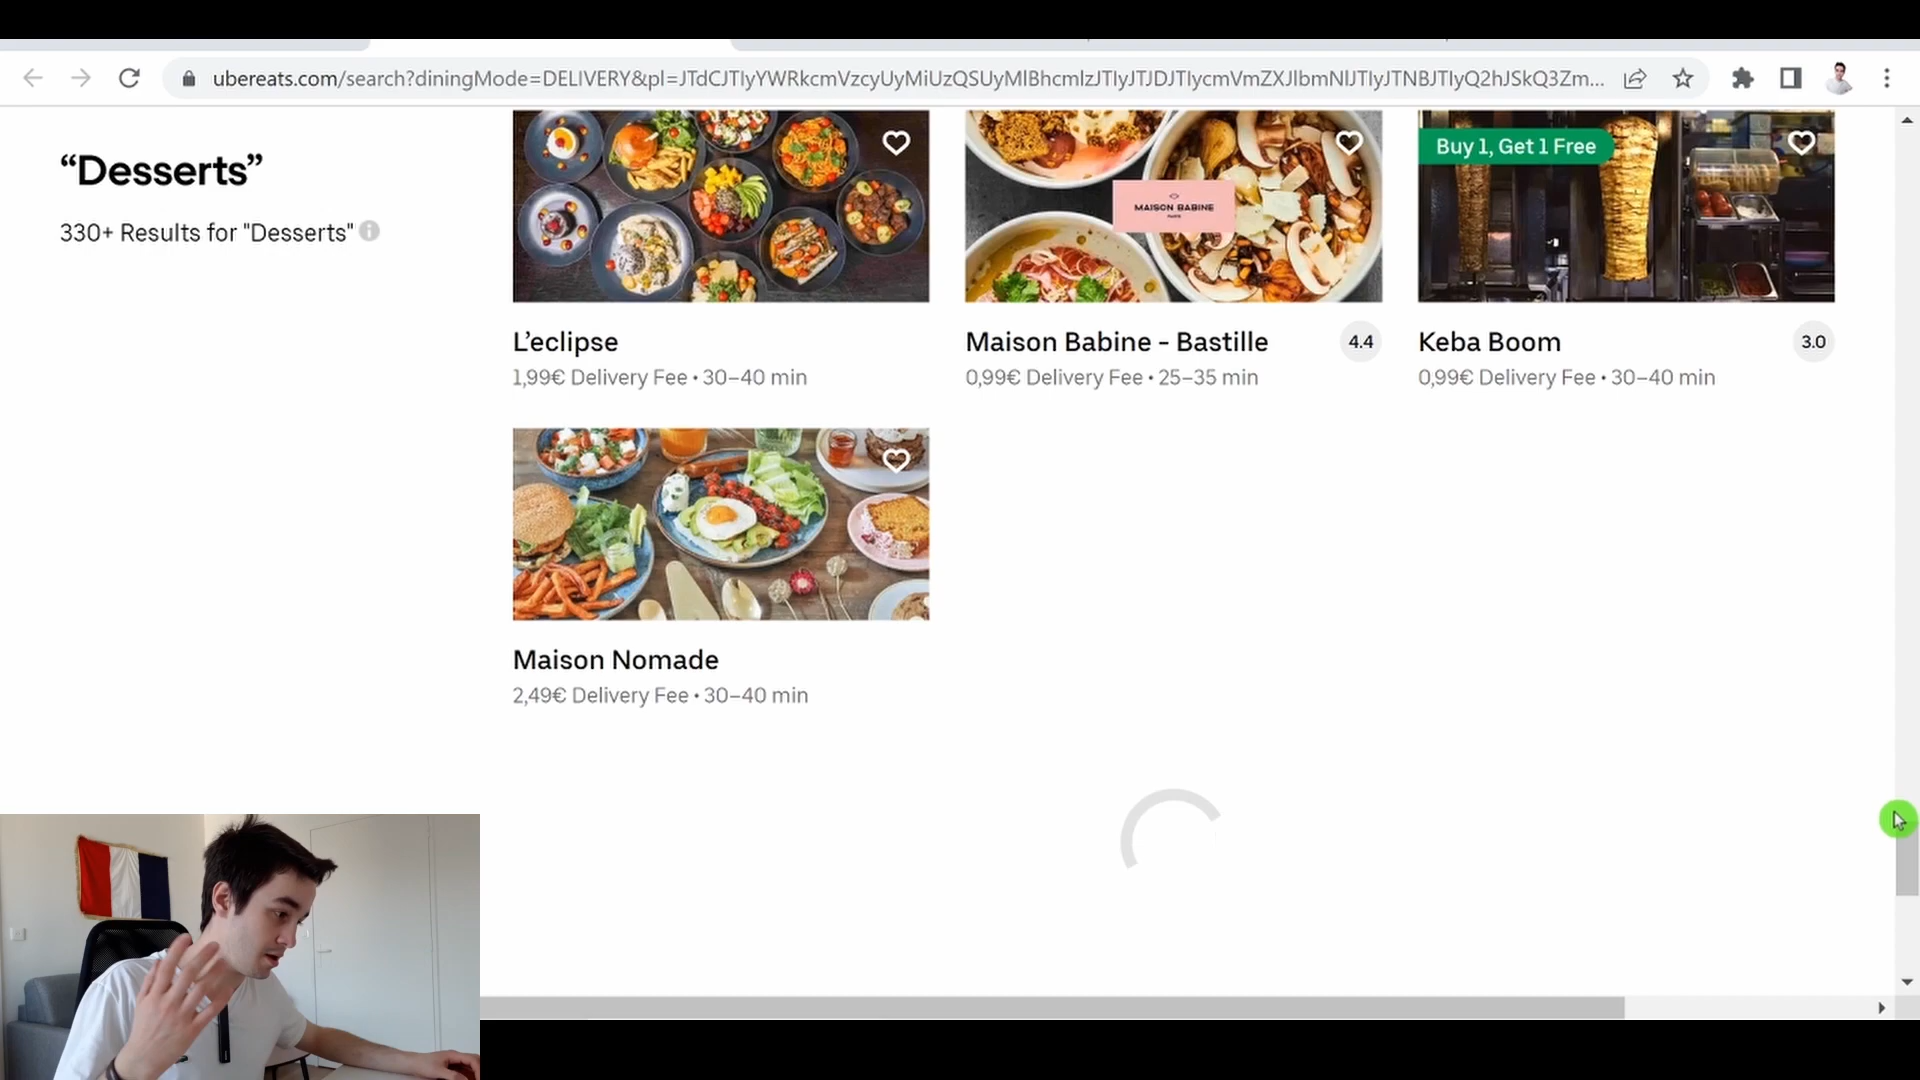 ubereats.com/search?diningMode=DELIVERY&pl=JTdCJTIyYWRkcmVzcyUyMiUzQSUyMlBhcmlzJTIyJTJDJTIycmVmZXJlbmNlJTIyJTNBJTIyQ2hJSkQ3Zm...
“Desserts”
330+ Results for "Desserts"
MAISON BABINE
PARIS
Buy 1, Get 1 Free
L’eclipse
1,99€ Delivery Fee • 30–40 min
Maison Babine - Bastille
4.4
0,99€ Delivery Fee • 25–35 min
Keba Boom
3.0
0,99€ Delivery Fee • 30–40 min
Maison Nomade
2,49€ Delivery Fee • 30–40 min